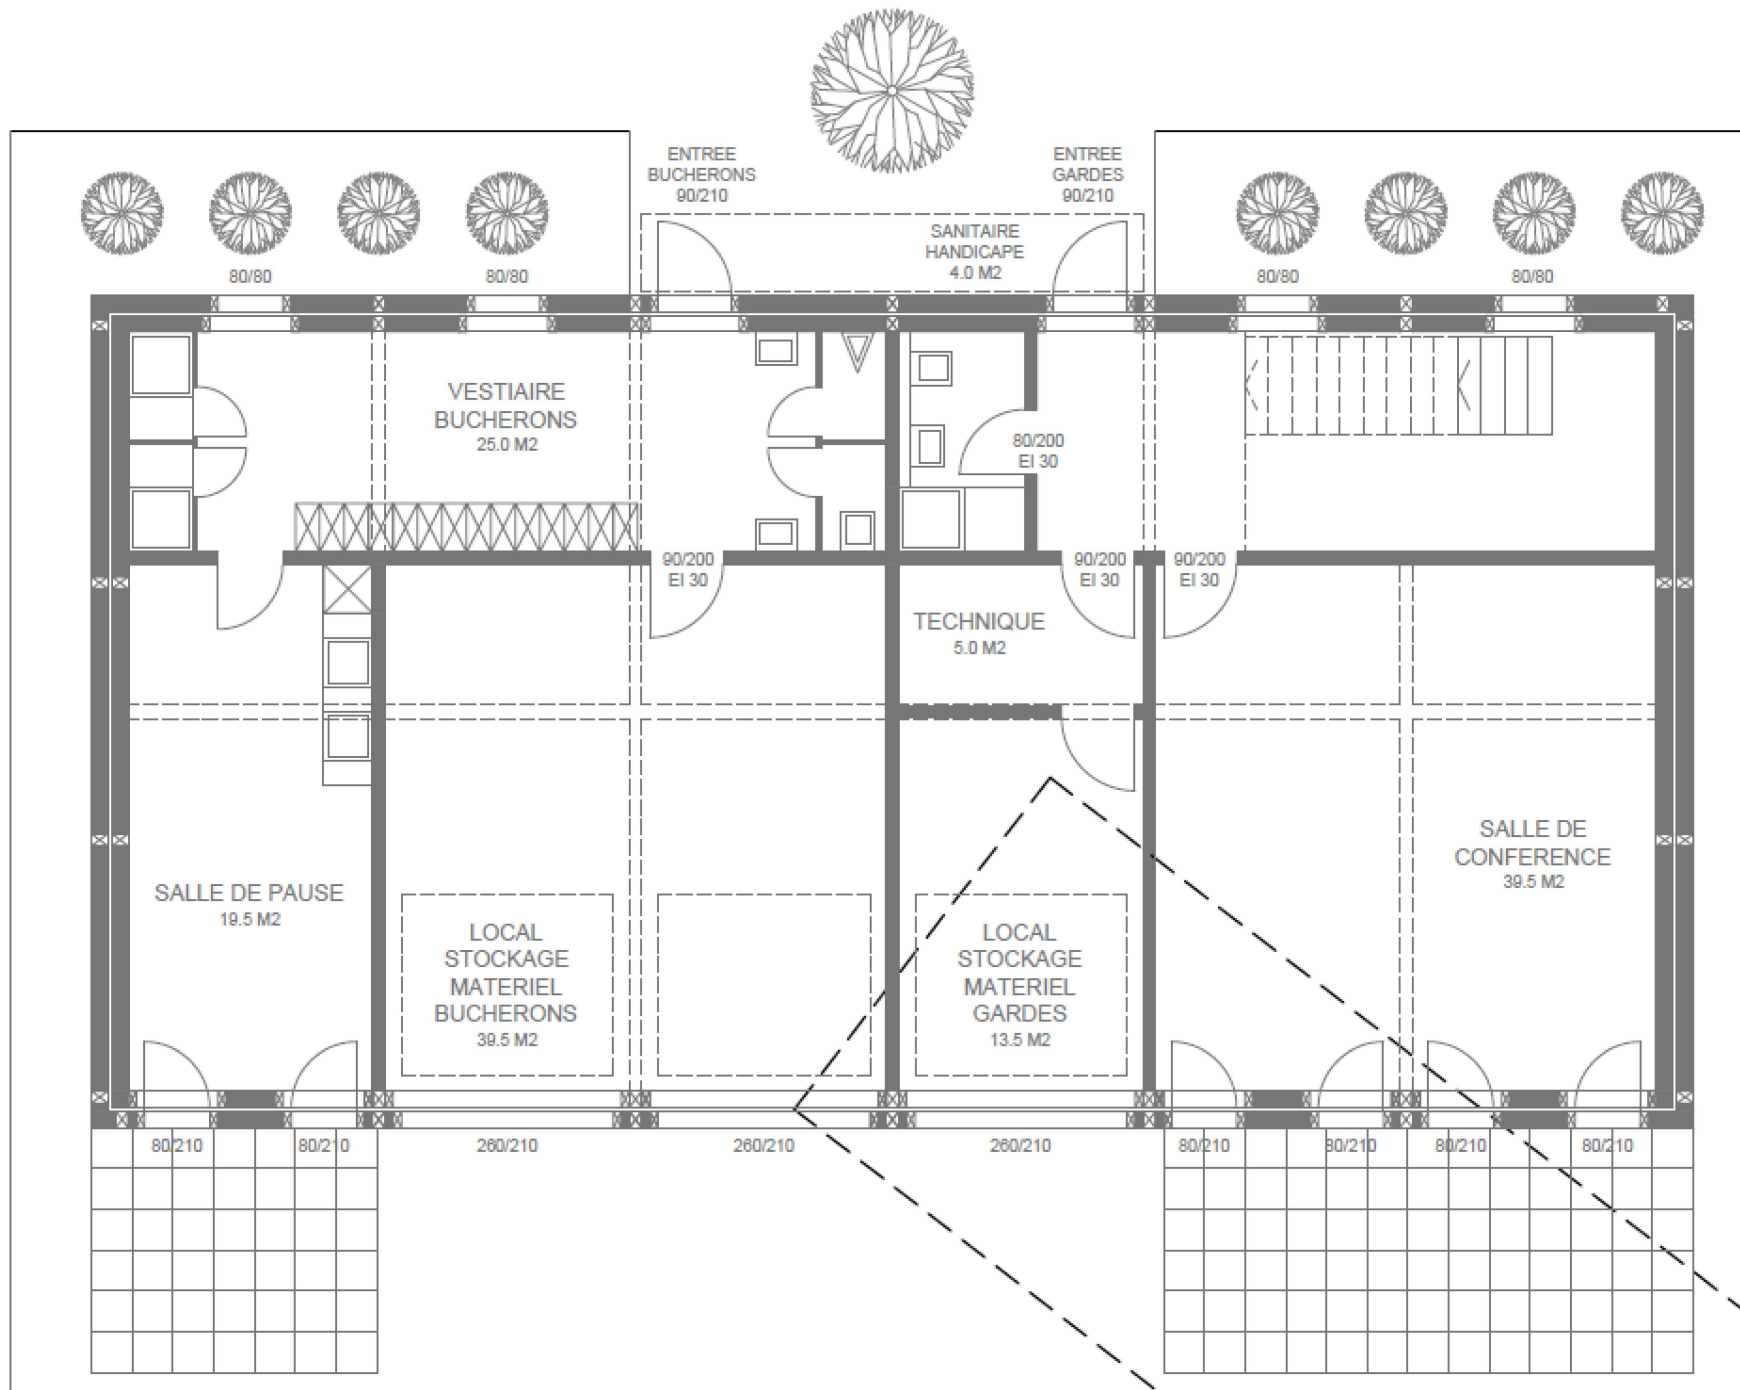 ENTREE
BUCHERONS
90/210
ENTREE
GARDES
90/210
SANITAIRE
HANDICAPE
4.0 M2
80/80
80/80
80/80
80/80
VESTIAIRE
BUCHERONS
25.0 M2
80/200
EI 30
90/200
EI 30
90/200
EI 30
90/200
EI 30
TECHNIQUE
5.0 M2
SALLE DE
CONFERENCE
39.5 M2
SALLE DE PAUSE
19.5 M2
LOCAL
STOCKAGE
MATERIEL
BUCHERONS
39.5 M2
LOCAL
STOCKAGE
MATERIEL
GARDES
13.5 M2
80/210
80/210
260/210
260/210
260/210
80/210
80/210
80/210
80/210